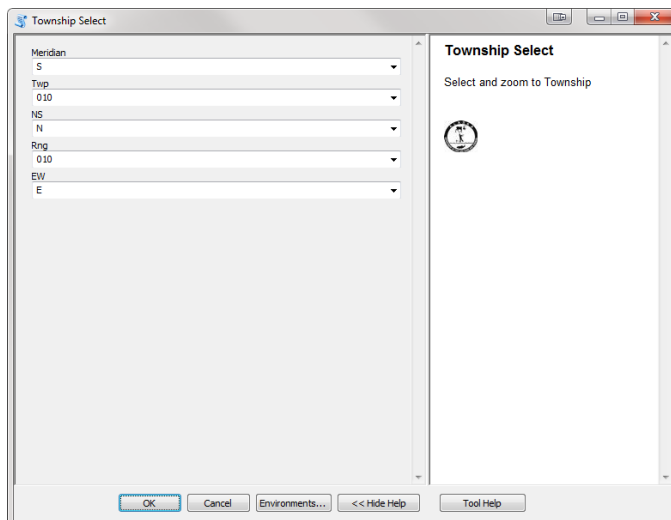 Township Select
Meridian
S
Twp
010
NS
N
Rng
010
EW
E
Township Select
Select and zoom to Township
OK
Cancel
Environments...
<< Hide Help
Tool Help